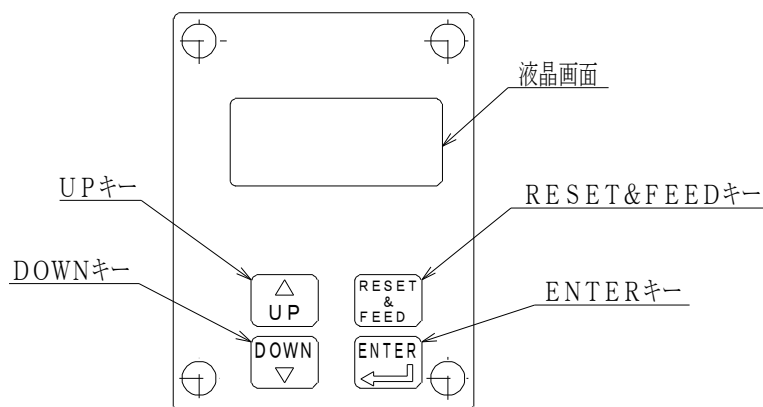 液晶画面
UPキー
RESET&FEEDキー
DOWNキー
ENTERキー
△
UP
RESET
&
FEED
DOWN
▽
ENTER